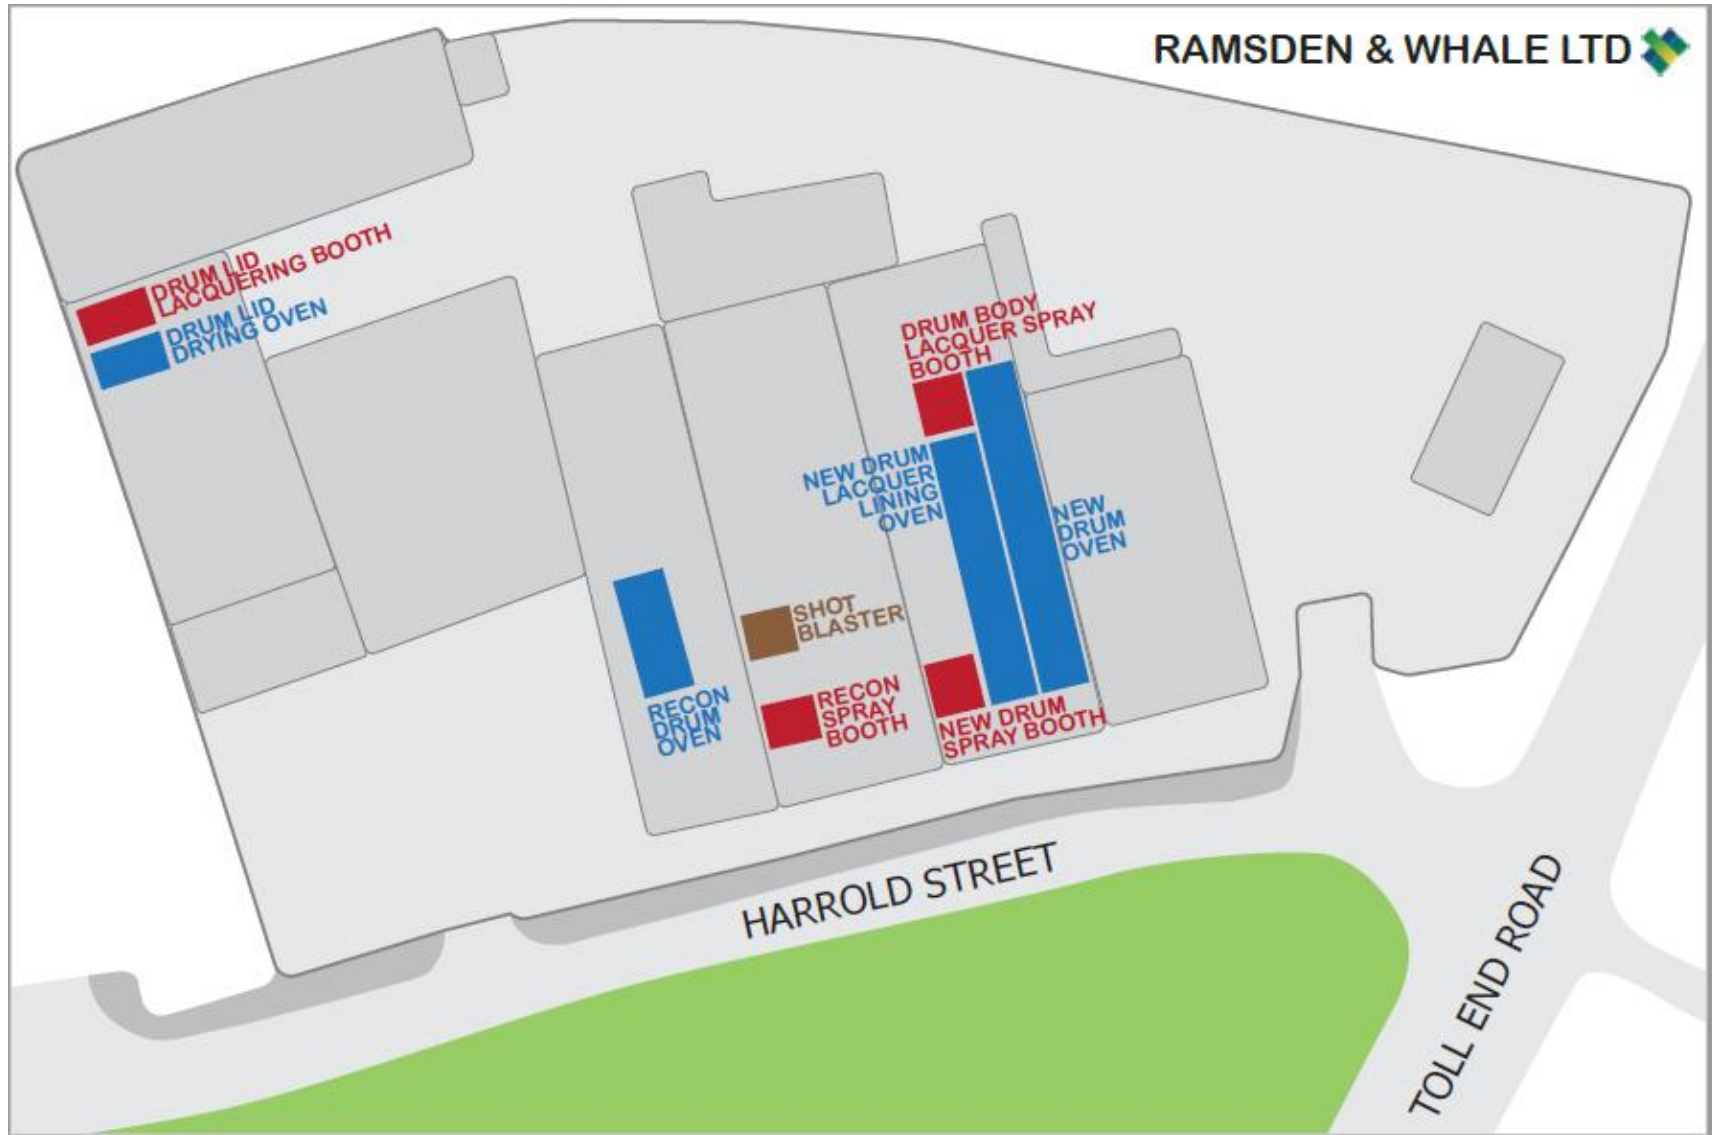 RAMSDEN & WHALE LTD
DRUM LID
LACQUERING BOOTH
DRUM LID
DRYING OVEN
DRUM BODY
LACQUER SPRAY
BOOTH
NEW DRUM
LACQUER
LINING
OVEN
NEW
DRUM
OVEN
SHOT
BLASTER
RECON
DRUM
OVEN
RECON
SPRAY
BOOTH
NEW DRUM
SPRAY BOOTH
HARROLD STREET
TOLL END ROAD